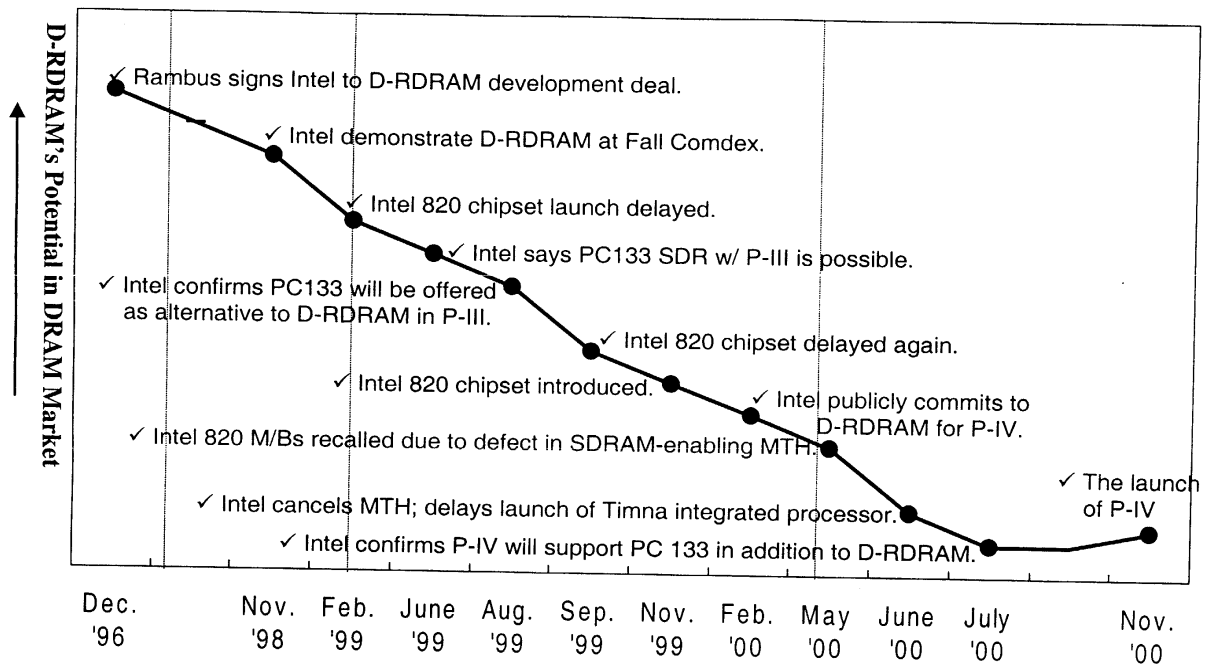 D-RDRAM's Potential in DRAM Market
✓ Rambus signs Intel to D-RDRAM development deal.
✓ Intel demonstrate D-RDRAM at Fall Comdex.
✓ Intel 820 chipset launch delayed.
✓ Intel says PC133 SDR w/ P-III is possible.
✓ Intel confirms PC133 will be offered
as alternative to D-RDRAM in P-III.
✓ Intel 820 chipset delayed again.
✓ Intel 820 chipset introduced.
✓ Intel publicly commits to
D-RDRAM for P-IV.
✓ Intel 820 M/Bs recalled due to defect in SDRAM-enabling MTH.
✓ The launch
of P-IV
✓ Intel cancels MTH; delays launch of Timna integrated processor.
✓ Intel confirms P-IV will support PC 133 in addition to D-RDRAM.
Dec. Nov. Feb. June Aug. Sep. Nov. Feb. May June July Nov.
'96 '98 '99 '99 '99 '99 '99 '00 '00 '00 '00 '00